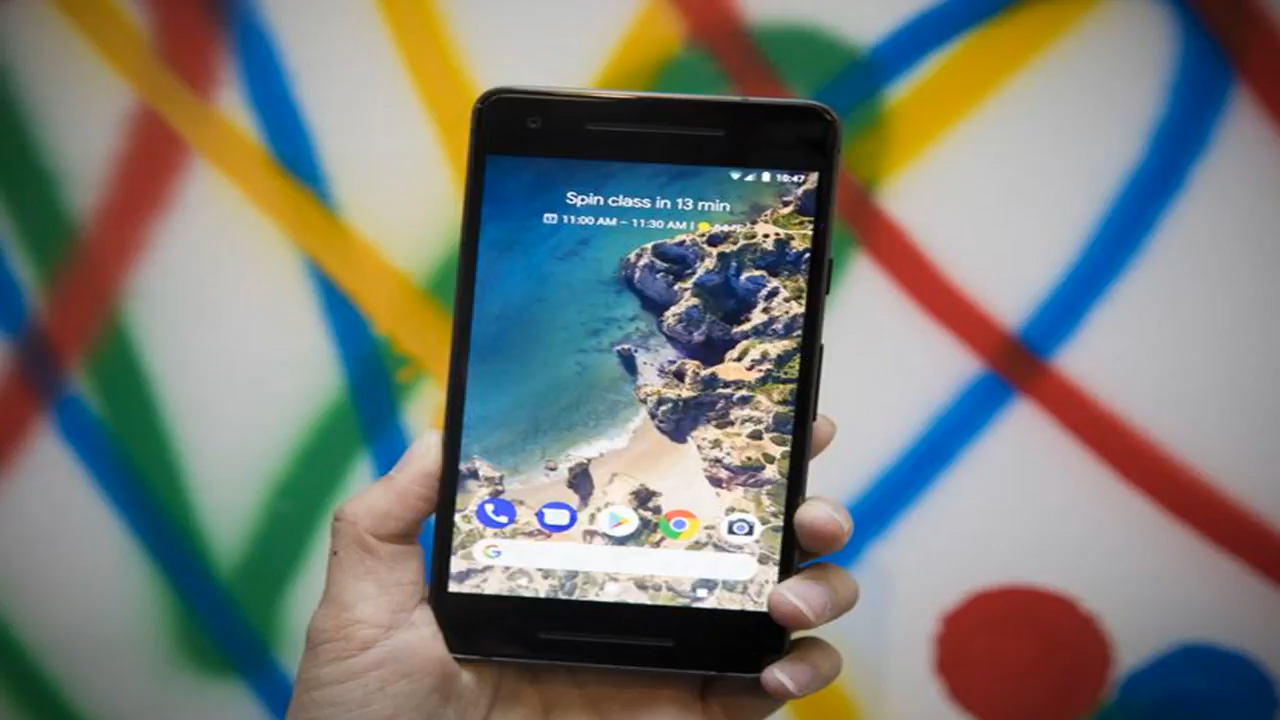 10:47
Spin class in 13 min
11:00 AM – 11:30 AM |
G